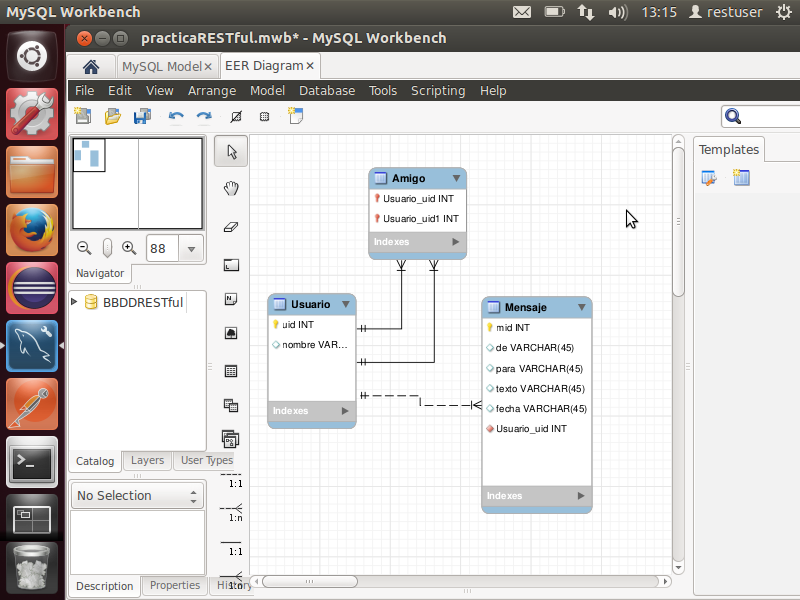 MySQL Workbench
13:15
restuser
practicaRESTful.mwb* - MySQL Workbench
MySQL Model×
EER Diagram×
File Edit View Arrange Model Database Tools Scripting Help
88
Navigator
BBDDRESTful
Catalog
Layers
User Types
No Selection
Description
Properties
History
1:1
1:n
1:1
Amigo
Usuario_uid INT
Usuario_uid1 INT
Indexes
Usuario
uid INT
nombre VAR...
Indexes
Mensaje
mid INT
de VARCHAR(45)
para VARCHAR(45)
texto VARCHAR(45)
fecha VARCHAR(45)
Usuario_uid INT
Indexes
Templates